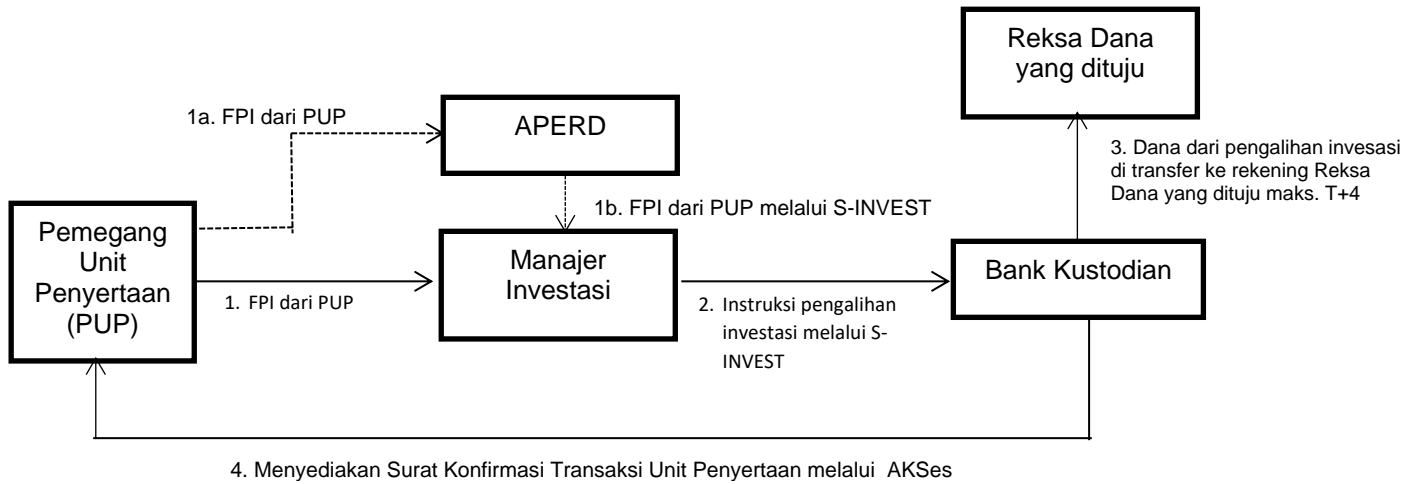 Reksa Dana
yang dituju
1a. FPI dari PUP
APERD
3. Dana dari pengalihan invesasi
di transfer ke rekening Reksa
Dana yang dituju maks. T+4
1b. FPI dari PUP melalui S-INVEST
Pemegang
Unit
Penyertaan
(PUP)
Manajer
Investasi
Bank Kustodian
1. FPI dari PUP
2. Instruksi pengalihan
investasi melalui S-
INVEST
4. Menyediakan Surat Konfirmasi Transaksi Unit Penyertaan melalui AKSes